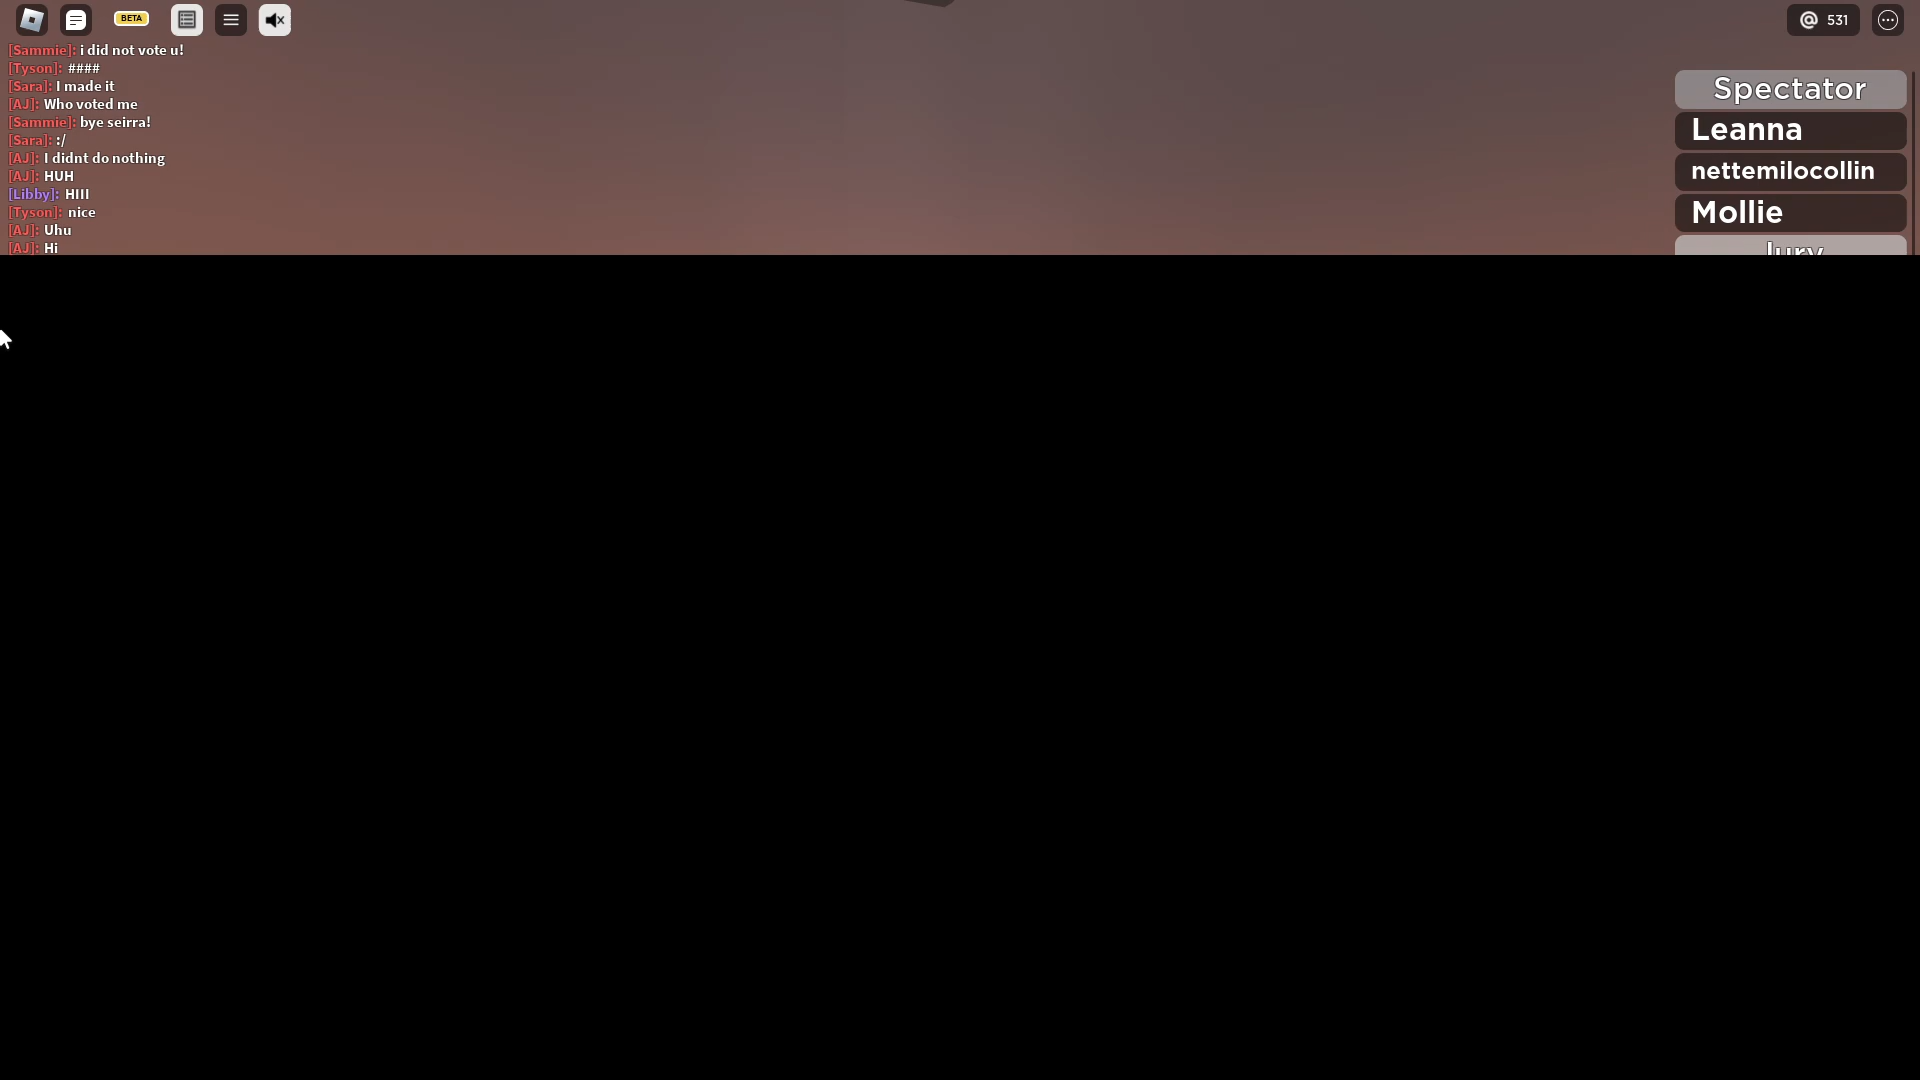 BETA
@ 531
[Sammie]: i did not vote u!
[Tyson]: ####
[Sara]: I made it
[AJ]: Who voted me
[Sammie]: bye seirra!
[Sara]: :/
[AJ]: I didnt do nothing
[AJ]: HUH
[Libby]: HIII
[Tyson]: nice
[AJ]: Uhu
[AJ]: Hi
Spectator
Leanna
nettemilocollin
Mollie
Jury